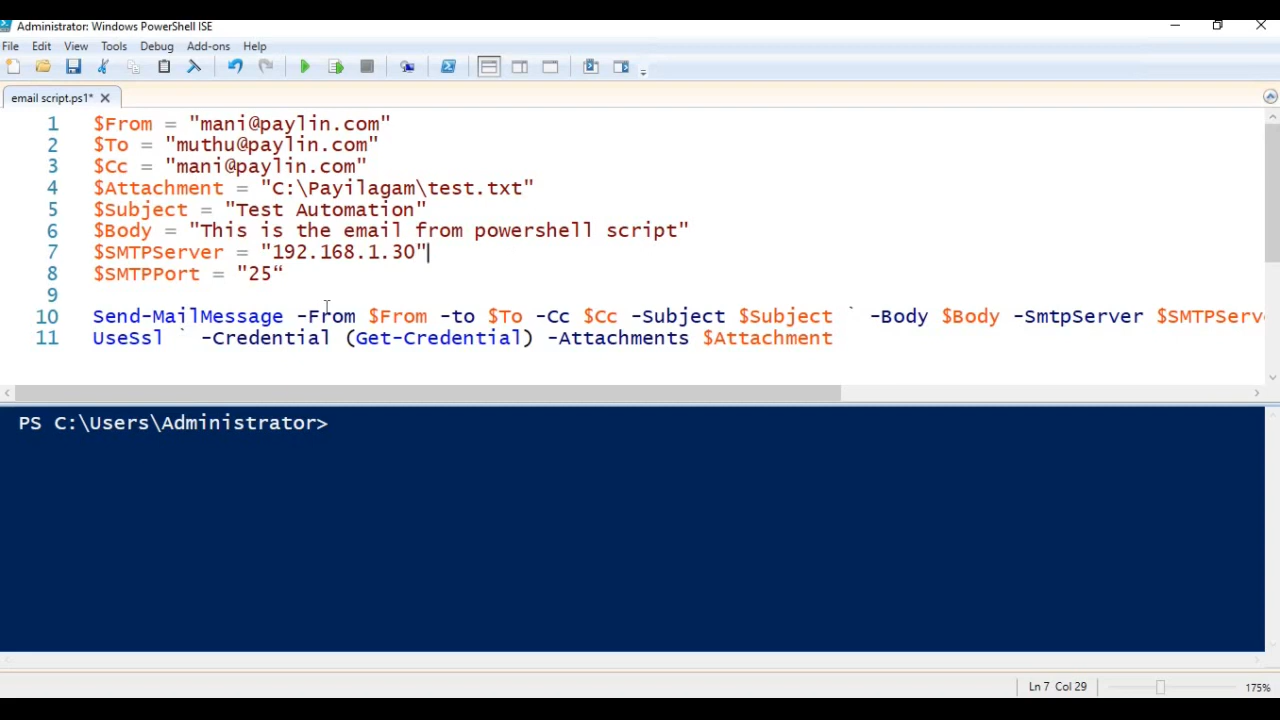 Administrator: Windows PowerShell ISE
File Edit View Tools Debug Add-ons Help
email script.ps1*
1 $From = "mani@paylin.com"
2 $To = "muthu@paylin.com"
3 $Cc = "mani@paylin.com"
4 $Attachment = "C:\Payilagam\test.txt"
5 $Subject = "Test Automation"
6 $Body = "This is the email from powershell script"
7 $SMTPServer = "192.168.1.30"
8 $SMTPPort = "25“
9
10 Send-MailMessage -From $From -to $To -Cc $Cc -Subject $Subject ` -Body $Body -SmtpServer $SMTPServ
11 UseSsl ` -Credential (Get-Credential) -Attachments $Attachment
PS C:\Users\Administrator>
Ln 7 Col 29 175%